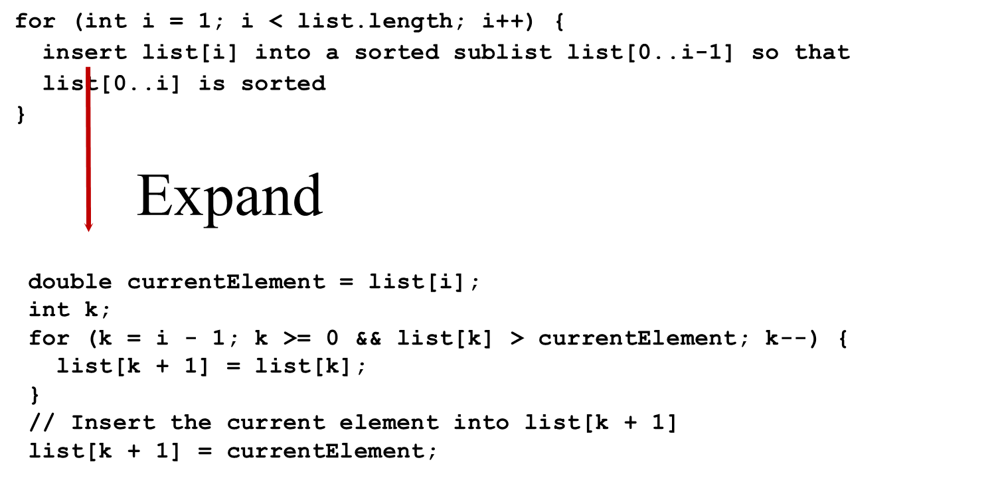 for (int i = 1; i < list.length; i++) {
  insert list[i] into a sorted sublist list[0..i-1] so that
  list[0..i] is sorted
}
Expand
double currentElement = list[i];
int k;
for (k = i - 1; k >= 0 && list[k] > currentElement; k--) {
  list[k + 1] = list[k];
}
// Insert the current element into list[k + 1]
list[k + 1] = currentElement;